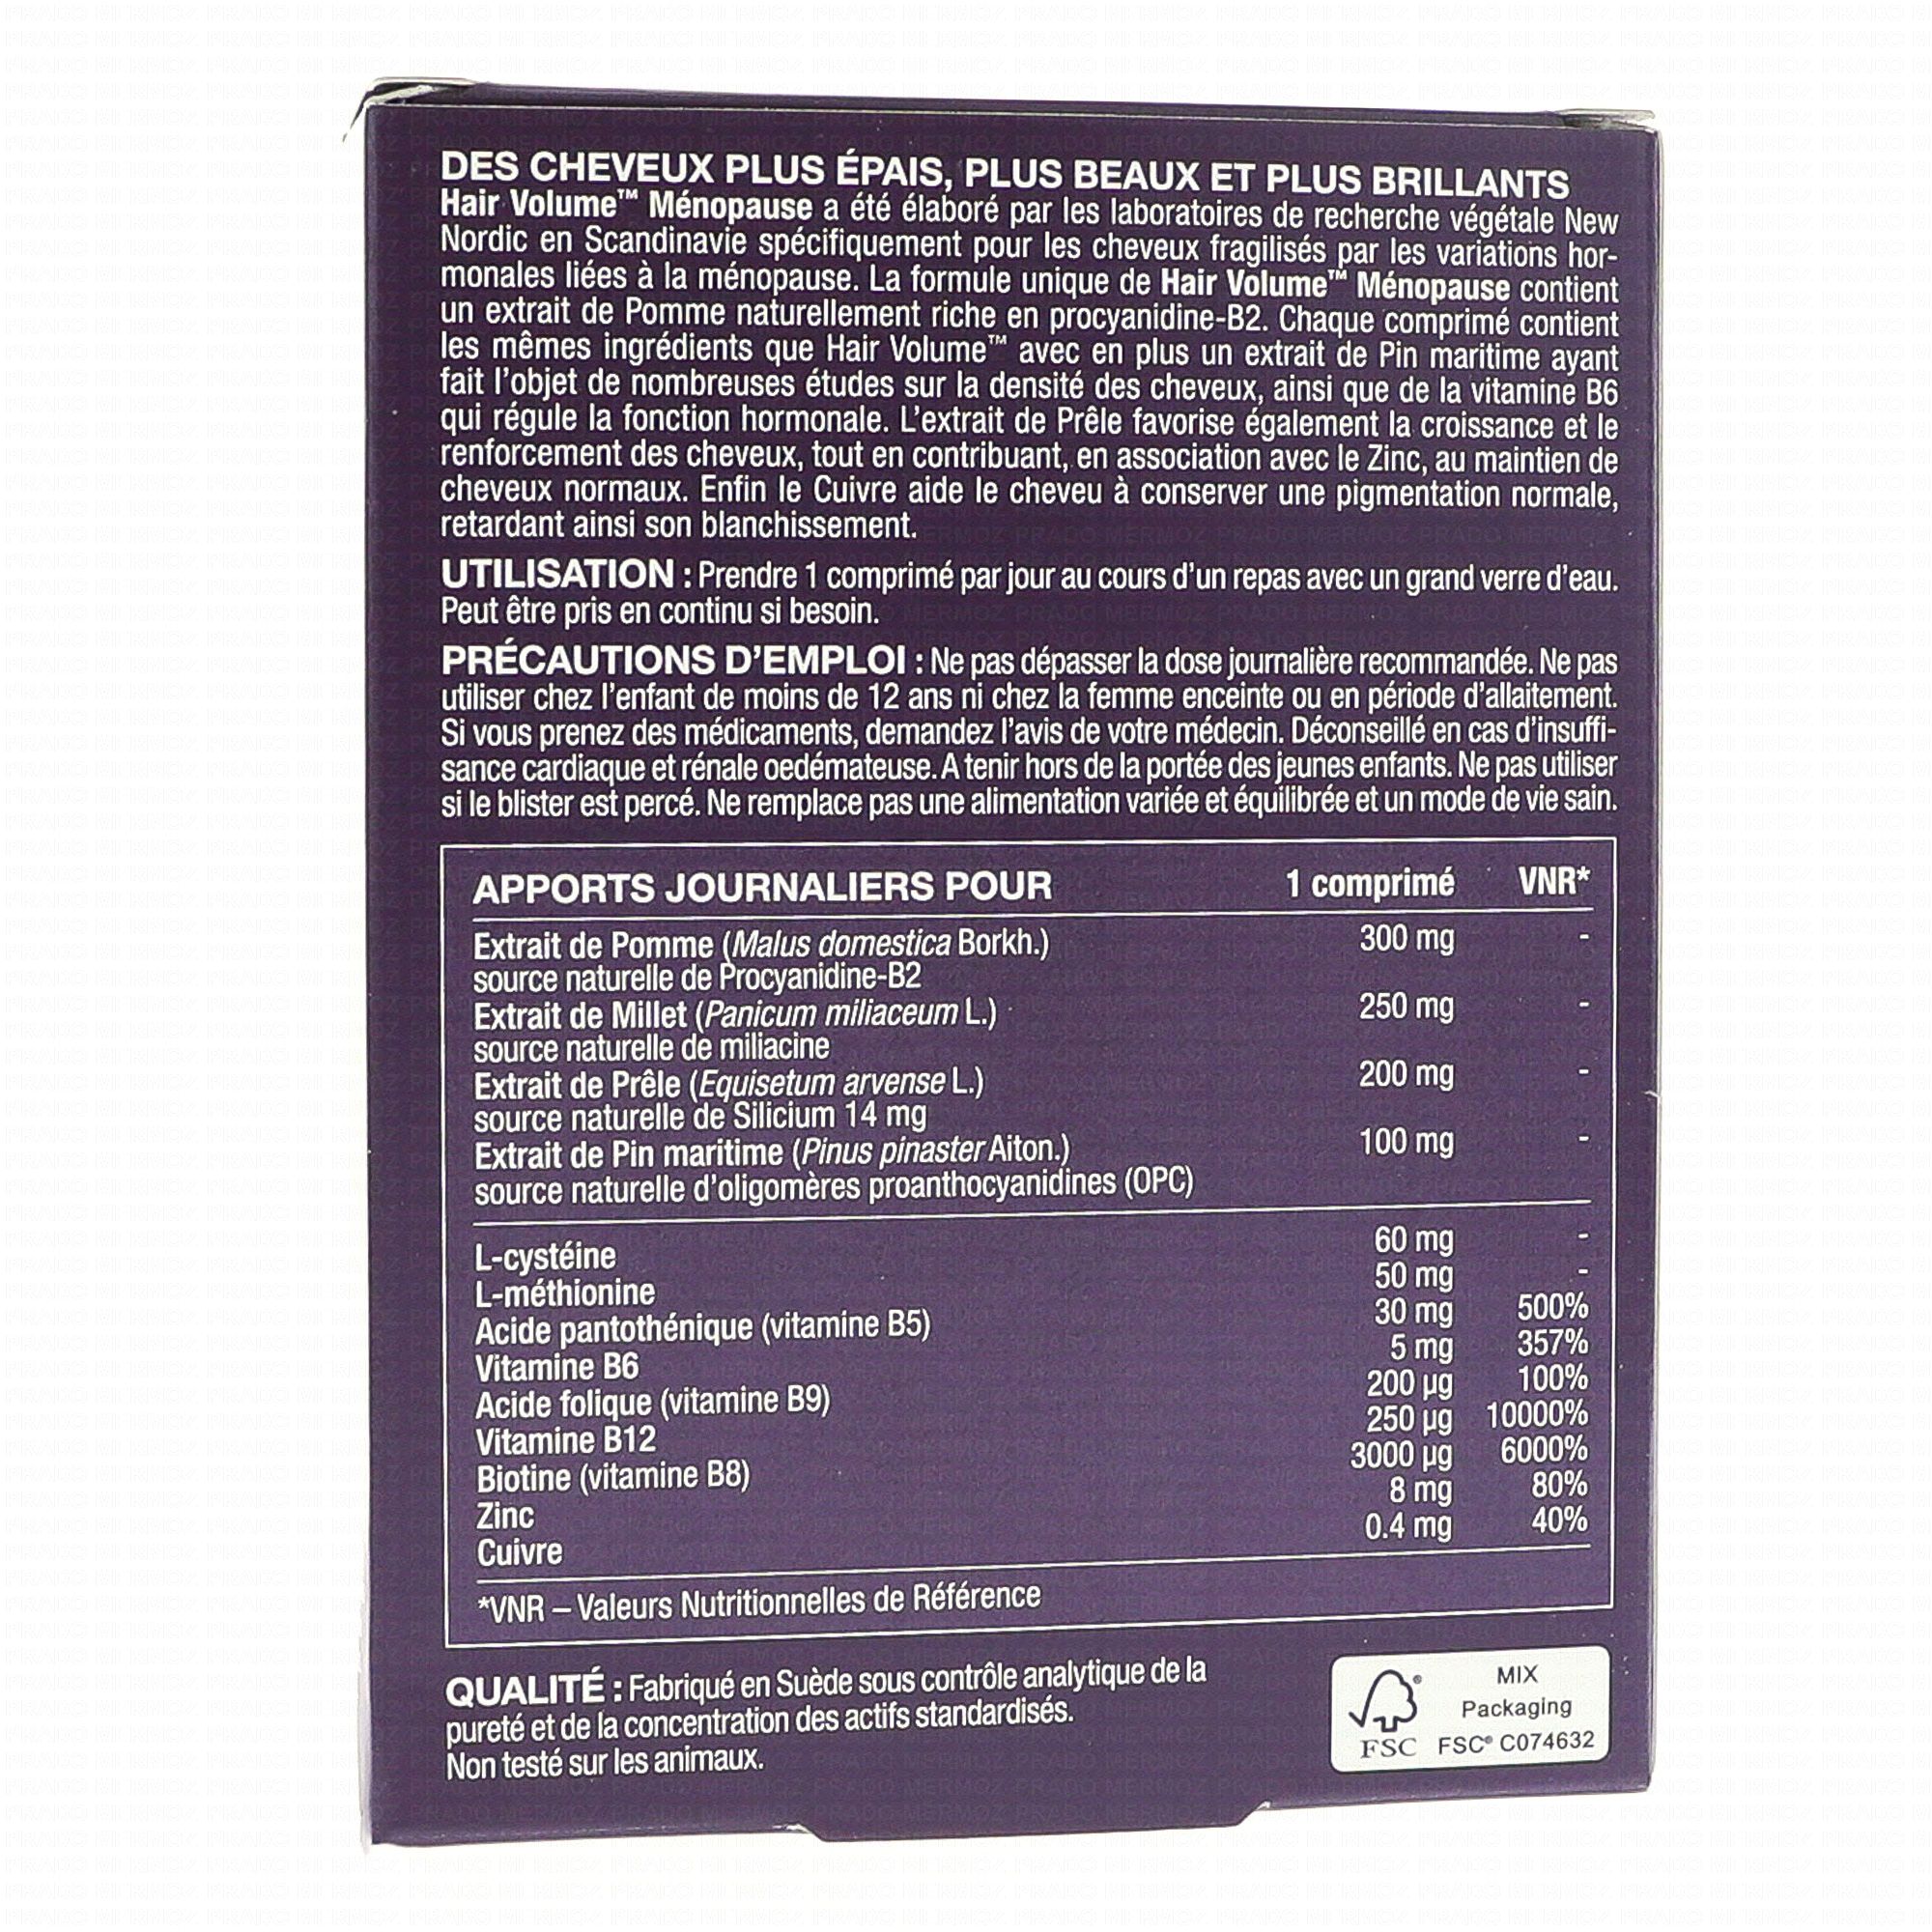 DES CHEVEUX PLUS ÉPAIS, PLUS BEAUX ET PLUS BRILLANTS
Hair Volume™ Ménopause a été élaboré par les laboratoires de recherche végétale New
Nordic en Scandinavie spécifiquement pour les cheveux fragilisés par les variations hor-
monales liées à la ménopause. La formule unique de Hair Volume™ Ménopause contient
un extrait de Pomme naturellement riche en procyanidine-B2. Chaque comprimé contient
les mêmes ingrédients que Hair Volume™ avec en plus un extrait de Pin maritime ayant
fait l'objet de nombreuses études sur la densité des cheveux, ainsi que de la vitamine B6
qui régule la fonction hormonale. L'extrait de Prêle favorise également la croissance et le
renforcement des cheveux, tout en contribuant, en association avec le Zinc, au maintien de
cheveux normaux. Enfin le Cuivre aide le cheveu à conserver une pigmentation normale,
retardant ainsi son blanchissement.
UTILISATION : Prendre 1 comprimé par jour au cours d'un repas avec un grand verre d'eau.
Peut être pris en continu si besoin.
PRÉCAUTIONS D'EMPLOI : Ne pas dépasser la dose journalière recommandée. Ne pas
utiliser chez l'enfant de moins de 12 ans ni chez la femme enceinte ou en période d'allaitement.
Si vous prenez des médicaments, demandez l'avis de votre médecin. Déconseillé en cas d'insuffi-
sance cardiaque et rénale oedémateuse. A tenir hors de la portée des jeunes enfants. Ne pas utiliser
si le blister est percé. Ne remplace pas une alimentation variée et équilibrée et un mode de vie sain.
APPORTS JOURNALIERS POUR 1 comprimé VNR*
Extrait de Pomme (Malus domestica Borkh.) 300 mg -
source naturelle de Procyanidine-B2
Extrait de Millet (Panicum miliaceum L.) 250 mg -
source naturelle de miliacine
Extrait de Prêle (Equisetum arvense L.) 200 mg -
source naturelle de Silicium 14 mg
Extrait de Pin maritime (Pinus pinaster Aiton.) 100 mg -
source naturelle d'oligomères proanthocyanidines (OPC)
L-cystéine 60 mg -
L-méthionine 50 mg -
Acide pantothénique (vitamine B5) 30 mg 500%
Vitamine B6 5 mg 357%
Acide folique (vitamine B9) 200 µg 100%
Vitamine B12 250 µg 10000%
Biotine (vitamine B8) 3000 µg 6000%
Zinc 8 mg 80%
Cuivre 0.4 mg 40%
*VNR – Valeurs Nutritionnelles de Référence
QUALITÉ : Fabriqué en Suède sous contrôle analytique de la
pureté et de la concentration des actifs standardisés.
Non testé sur les animaux.
MIX
Packaging
FSC FSC® C074632